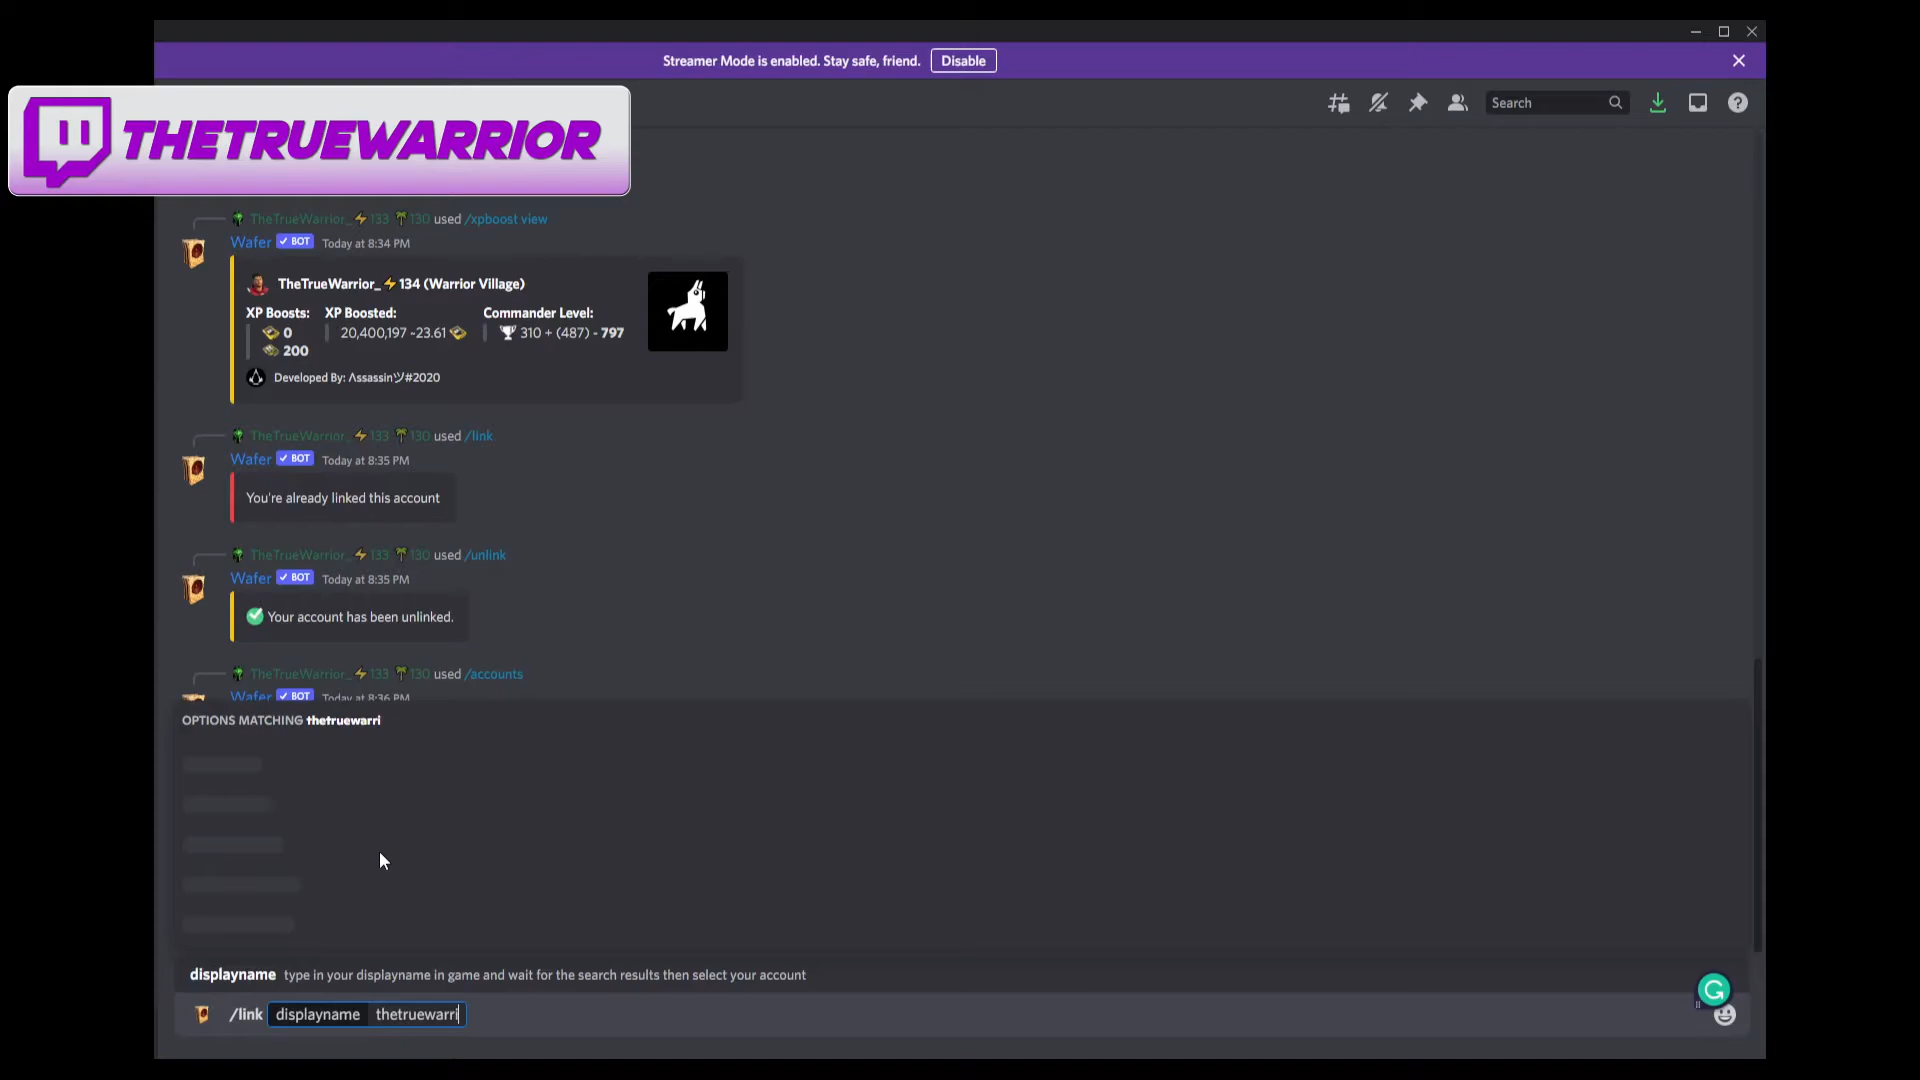 Streamer Mode is enabled. Stay safe, friend. Disable
THETRUEWARRIOR
Search
TheTrueWarrior_ ⚡133 🌴130 used /xpboost view
Wafer ✓ BOT Today at 8:34 PM
TheTrueWarrior_ ⚡134 (Warrior Village)
XP Boosts: XP Boosted: Commander Level:
0 20,400,197 ~23.61 310 + (487) - 797
200
Developed By: Λssassinツ#2020
TheTrueWarrior_ ⚡133 🌴130 used /link
Wafer ✓ BOT Today at 8:35 PM
You're already linked this account
TheTrueWarrior_ ⚡133 🌴130 used /unlink
Wafer ✓ BOT Today at 8:35 PM
Your account has been unlinked.
TheTrueWarrior_ ⚡133 🌴130 used /accounts
Wafer ✓ BOT Today at 8:36 PM
OPTIONS MATCHING thetruewarri
displayname type in your displayname in game and wait for the search results then select your account
/link displayname thetruewarri